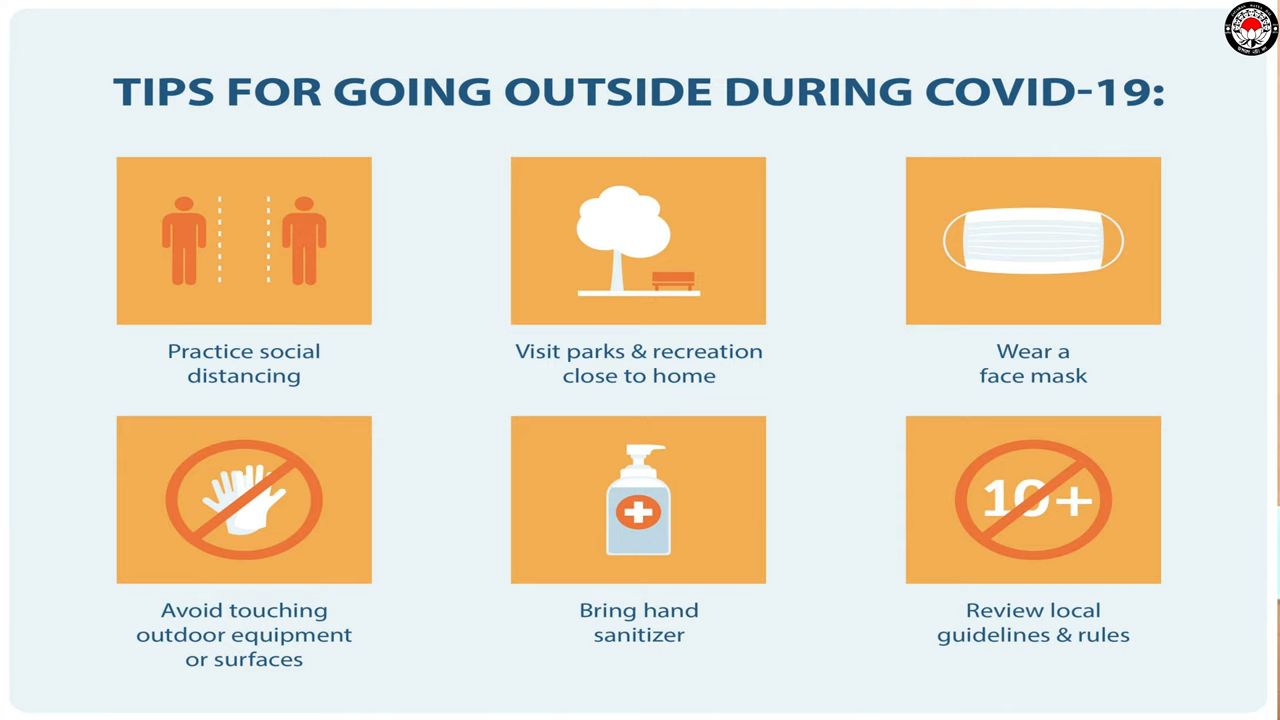 TIPS FOR GOING OUTSIDE DURING COVID-19:
Practice social
distancing
Visit parks & recreation
close to home
Wear a
face mask
10+
Avoid touching
outdoor equipment
or surfaces
Bring hand
sanitizer
Review local
guidelines & rules